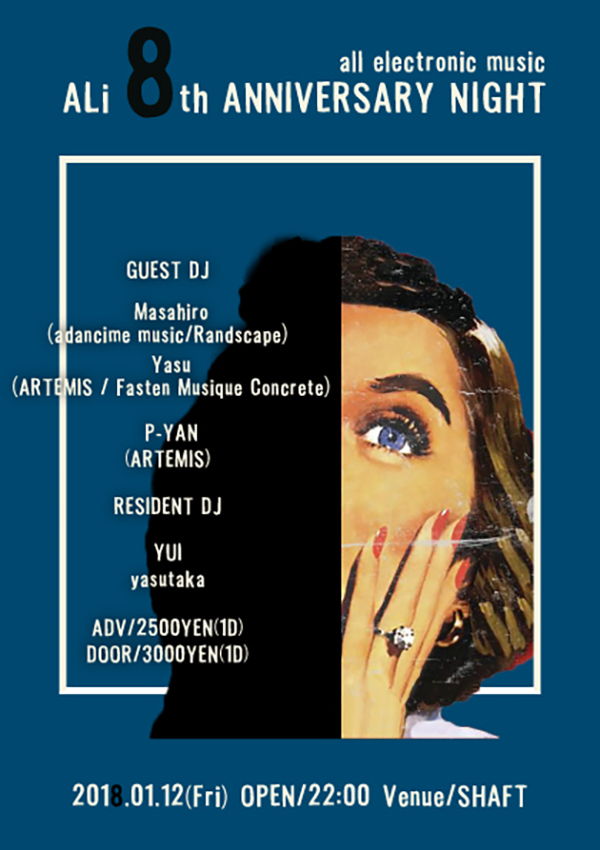 all electronic music
ALi 8th ANNIVERSARY NIGHT
GUEST DJ
Masahiro
(adancime music/Randscape)
Yasu
(ARTEMIS / Fasten Musique Concrete)
P-YAN
(ARTEMIS)
RESIDENT DJ
YUI
yasutaka
ADV/2500YEN(1D)
DOOR/3000YEN(1D)
2018.01.12(Fri) OPEN/22:00 Venue/SHAFT